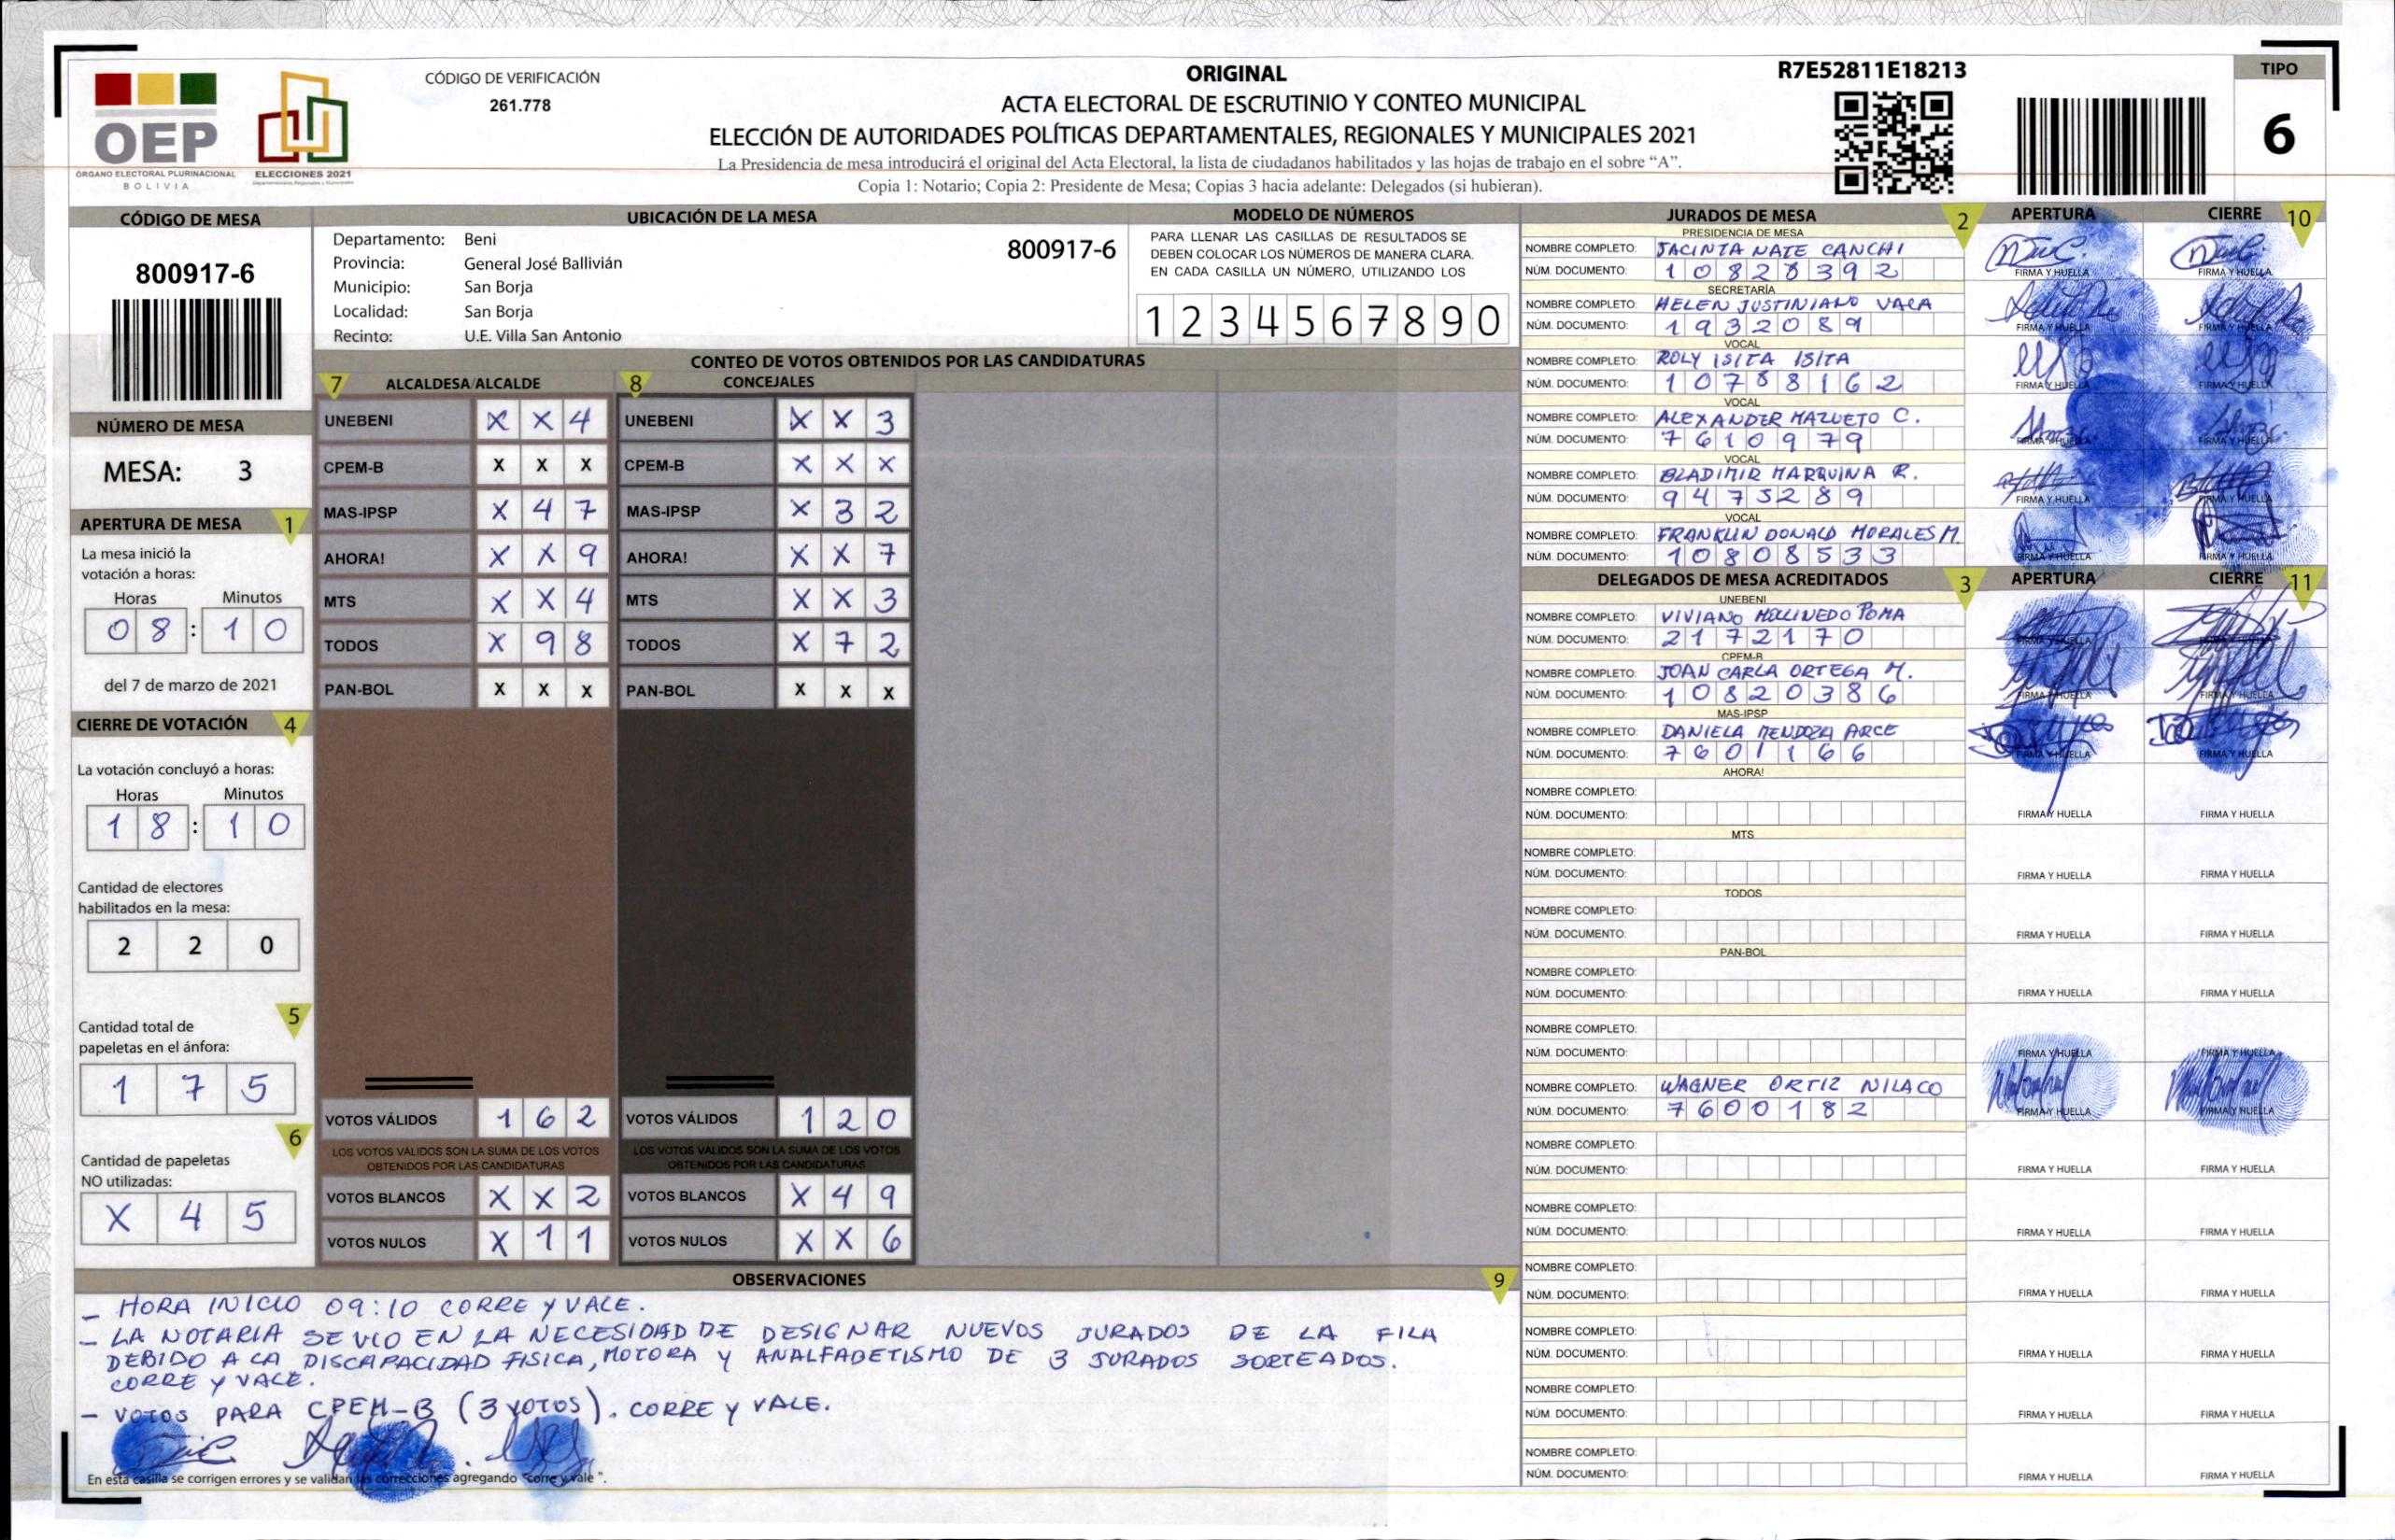 ORIGINAL
ACTA ELECTORAL DE ESCRUTINIO Y CONTEO MUNICIPAL
ELECCIÓN DE AUTORIDADES POLÍTICAS DEPARTAMENTALES, REGIONALES Y MUNICIPALES 2021
La Presidencia de mesa introducirá el original del Acta Electoral, la lista de ciudadanos habilitados y las hojas de trabajo en el sobre “A”.
Copia 1: Notario; Copia 2: Presidente de Mesa; Copias 3 hacia adelante: Delegados (si hubieran).
OEP
ÓRGANO ELECTORAL PLURINACIONAL
BOLIVIA
ELECCIONES 2021
CÓDIGO DE VERIFICACIÓN
261.778
R7E52811E18213
TIPO
6
CÓDIGO DE MESA
800917-6
NÚMERO DE MESA
MESA: 3
APERTURA DE MESA 1
La mesa inició la
votación a horas:
Horas Minutos
08:10
del 7 de marzo de 2021
CIERRE DE VOTACIÓN 4
La votación concluyó a horas:
Horas Minutos
18:10
Cantidad de electores
habilitados en la mesa:
2 2 0
5
Cantidad total de
papeletas en el ánfora:
1 7 5
6
Cantidad de papeletas
NO utilizadas:
X 4 5
UBICACIÓN DE LA MESA
Departamento: Beni 800917-6
Provincia: General José Ballivián
Municipio: San Borja
Localidad: San Borja
Recinto: U.E. Villa San Antonio
MODELO DE NÚMEROS
PARA LLENAR LAS CASILLAS DE RESULTADOS SE
DEBEN COLOCAR LOS NÚMEROS DE MANERA CLARA.
EN CADA CASILLA UN NÚMERO, UTILIZANDO LOS
1 2 3 4 5 6 7 8 9 0
CONTEO DE VOTOS OBTENIDOS POR LAS CANDIDATURAS
7 ALCALDESA/ALCALDE 8 CONCEJALES
UNEBENI X X 4 UNEBENI X X 3
CPEM-B X X X CPEM-B X X X
MAS-IPSP X 4 7 MAS-IPSP X 3 2
AHORA! X X 9 AHORA! X X 7
MTS X X 4 MTS X X 3
TODOS X 9 8 TODOS X 7 2
PAN-BOL X X X PAN-BOL X X X
VOTOS VÁLIDOS 1 6 2 VOTOS VÁLIDOS 1 2 0
LOS VOTOS VÁLIDOS SON LA SUMA DE LOS VOTOS LOS VOTOS VÁLIDOS SON LA SUMA DE LOS VOTOS
OBTENIDOS POR LAS CANDIDATURAS OBTENIDOS POR LAS CANDIDATURAS
VOTOS BLANCOS X X 2 VOTOS BLANCOS X 4 9
VOTOS NULOS X 1 1 VOTOS NULOS X X 6
OBSERVACIONES 9
- HORA INICIO 09:10 CORRE Y VALE.
- LA NOTARIA SE VIO EN LA NECESIDAD DE DESIGNAR NUEVOS JURADOS DE LA FILA
DEBIDO A LA DISCAPACIDAD FISICA, MOTORA Y ANALFABETISMO DE 3 JURADOS SORTEADOS.
CORRE Y VALE.
- VOTOS PARA CPEM-B (3 VOTOS). CORRE Y VALE.
En esta casilla se corrigen errores y se validan las correcciones agregando “corre y vale”.
JURADOS DE MESA 2 APERTURA CIERRE 10
PRESIDENCIA DE MESA
NOMBRE COMPLETO: JACINTA NATE CANCHI
NÚM. DOCUMENTO: 10828392 FIRMA Y HUELLA FIRMA Y HUELLA
SECRETARÍA
NOMBRE COMPLETO: HELEN JUSTINIANO VACA
NÚM. DOCUMENTO: 1932089 FIRMA Y HUELLA FIRMA Y HUELLA
VOCAL
NOMBRE COMPLETO: ROLY ISITA ISITA
NÚM. DOCUMENTO: 10788162 FIRMA Y HUELLA FIRMA Y HUELLA
VOCAL
NOMBRE COMPLETO: ALEXANDER MAZUETO C.
NÚM. DOCUMENTO: 7610979 FIRMA Y HUELLA FIRMA Y HUELLA
VOCAL
NOMBRE COMPLETO: BLADIMIR MARQUINA R.
NÚM. DOCUMENTO: 9473289 FIRMA Y HUELLA FIRMA Y HUELLA
VOCAL
NOMBRE COMPLETO: FRANKLIN DONALD MORALES M.
NÚM. DOCUMENTO: 10808533 FIRMA Y HUELLA FIRMA Y HUELLA
DELEGADOS DE MESA ACREDITADOS 3 APERTURA CIERRE 11
UNEBENI
NOMBRE COMPLETO: VIVIANO MOLLINEDO POMA
NÚM. DOCUMENTO: 2172170
CPEM-B
NOMBRE COMPLETO: JOAN CARLA ORTEGA M.
NÚM. DOCUMENTO: 10820386 FIRMA Y HUELLA FIRMA Y HUELLA
MAS-IPSP
NOMBRE COMPLETO: DANIELA MENDOZA ARCE
NÚM. DOCUMENTO: 7601166 FIRMA Y HUELLA FIRMA Y HUELLA
AHORA!
NOMBRE COMPLETO:
NÚM. DOCUMENTO: FIRMA Y HUELLA FIRMA Y HUELLA
MTS
NOMBRE COMPLETO:
NÚM. DOCUMENTO: FIRMA Y HUELLA FIRMA Y HUELLA
TODOS
NOMBRE COMPLETO:
NÚM. DOCUMENTO: FIRMA Y HUELLA FIRMA Y HUELLA
PAN-BOL
NOMBRE COMPLETO:
NÚM. DOCUMENTO: FIRMA Y HUELLA FIRMA Y HUELLA
NOMBRE COMPLETO:
NÚM. DOCUMENTO: FIRMA Y HUELLA FIRMA Y HUELLA
NOMBRE COMPLETO: WAGNER ORTIZ NILACO
NÚM. DOCUMENTO: 7600182 FIRMA Y HUELLA FIRMA Y HUELLA
NOMBRE COMPLETO:
NÚM. DOCUMENTO: FIRMA Y HUELLA FIRMA Y HUELLA
NOMBRE COMPLETO:
NÚM. DOCUMENTO: FIRMA Y HUELLA FIRMA Y HUELLA
NOMBRE COMPLETO:
NÚM. DOCUMENTO: FIRMA Y HUELLA FIRMA Y HUELLA
NOMBRE COMPLETO:
NÚM. DOCUMENTO: FIRMA Y HUELLA FIRMA Y HUELLA
NOMBRE COMPLETO:
NÚM. DOCUMENTO: FIRMA Y HUELLA FIRMA Y HUELLA
NOMBRE COMPLETO:
NÚM. DOCUMENTO: FIRMA Y HUELLA FIRMA Y HUELLA